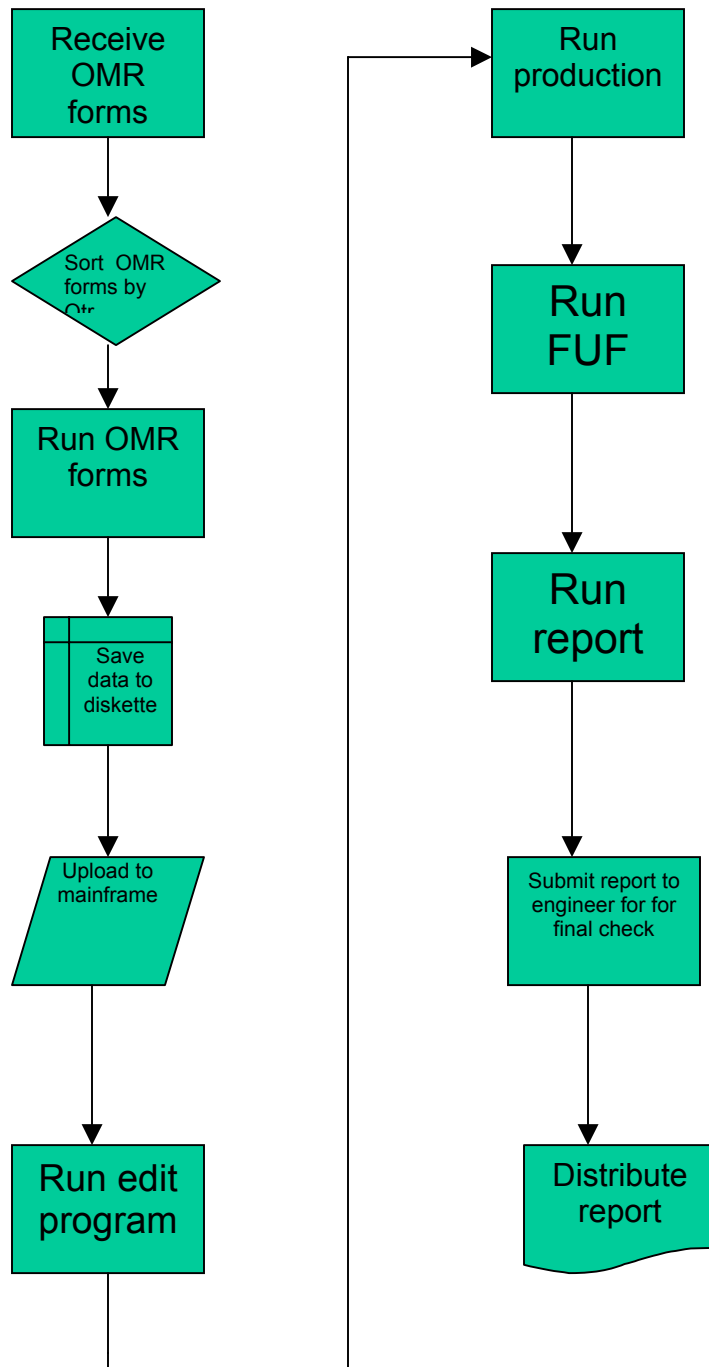 Receive
OMR
forms
Sort OMR
forms by
Qtr
Run OMR
forms
Save
data to
diskette
Upload to
mainframe
Run edit
program
Run
production
Run
FUF
Run
report
Submit report to
engineer for for
final check
Distribute
report